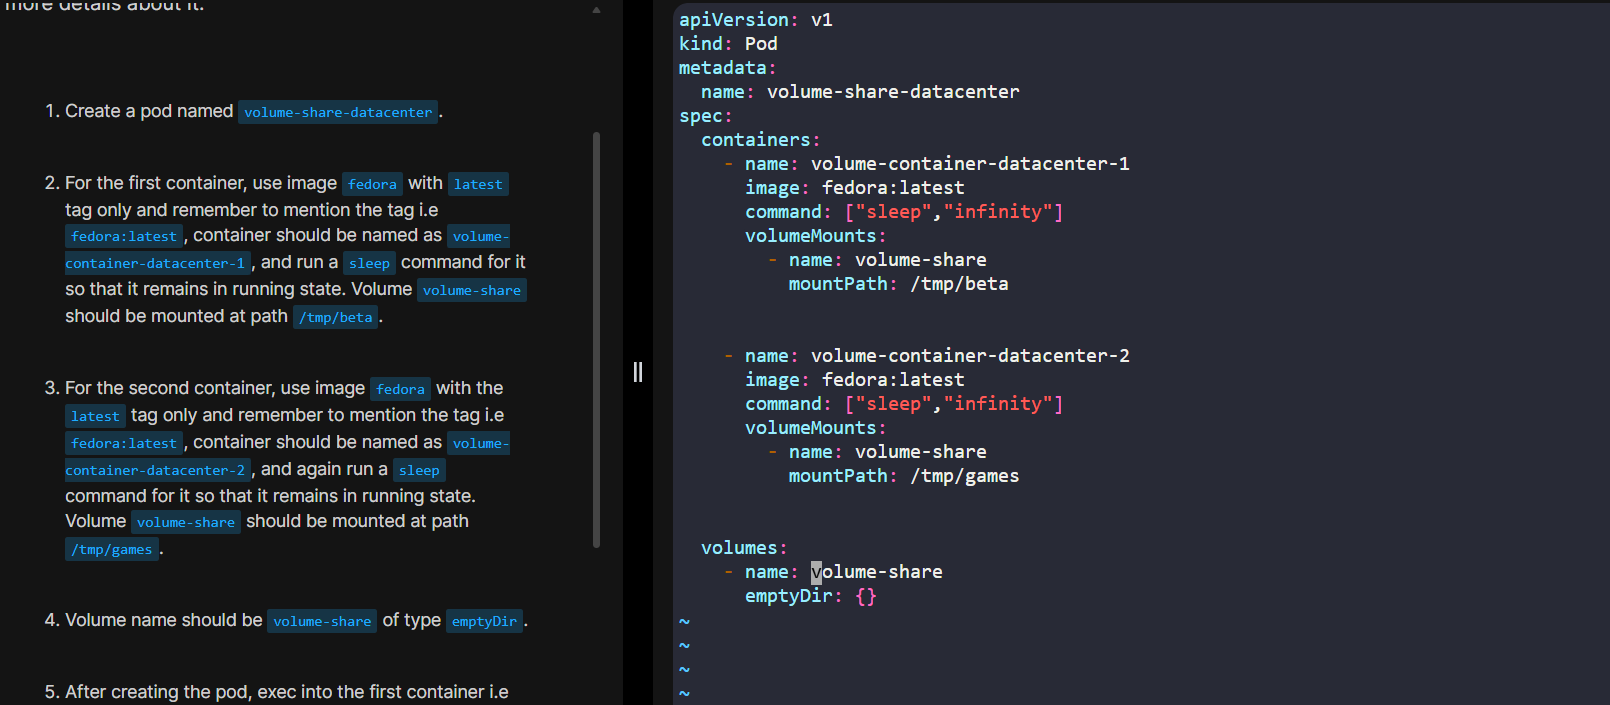 more details about it.
1. Create a pod named volume-share-datacenter.
2. For the first container, use image fedora with latest
tag only and remember to mention the tag i.e
fedora:latest, container should be named as volume-
container-datacenter-1, and run a sleep command for it
so that it remains in running state. Volume volume-share
should be mounted at path /tmp/beta.
3. For the second container, use image fedora with the
latest tag only and remember to mention the tag i.e
fedora:latest, container should be named as volume-
container-datacenter-2, and again run a sleep
command for it so that it remains in running state.
Volume volume-share should be mounted at path
/tmp/games.
4. Volume name should be volume-share of type emptyDir.
5. After creating the pod, exec into the first container i.e
apiVersion: v1
kind: Pod
metadata:
  name: volume-share-datacenter
spec:
  containers:
    - name: volume-container-datacenter-1
      image: fedora:latest
      command: ["sleep","infinity"]
      volumeMounts:
        - name: volume-share
          mountPath: /tmp/beta
    - name: volume-container-datacenter-2
      image: fedora:latest
      command: ["sleep","infinity"]
      volumeMounts:
        - name: volume-share
          mountPath: /tmp/games
  volumes:
    - name: volume-share
      emptyDir: {}
~
~
~
~